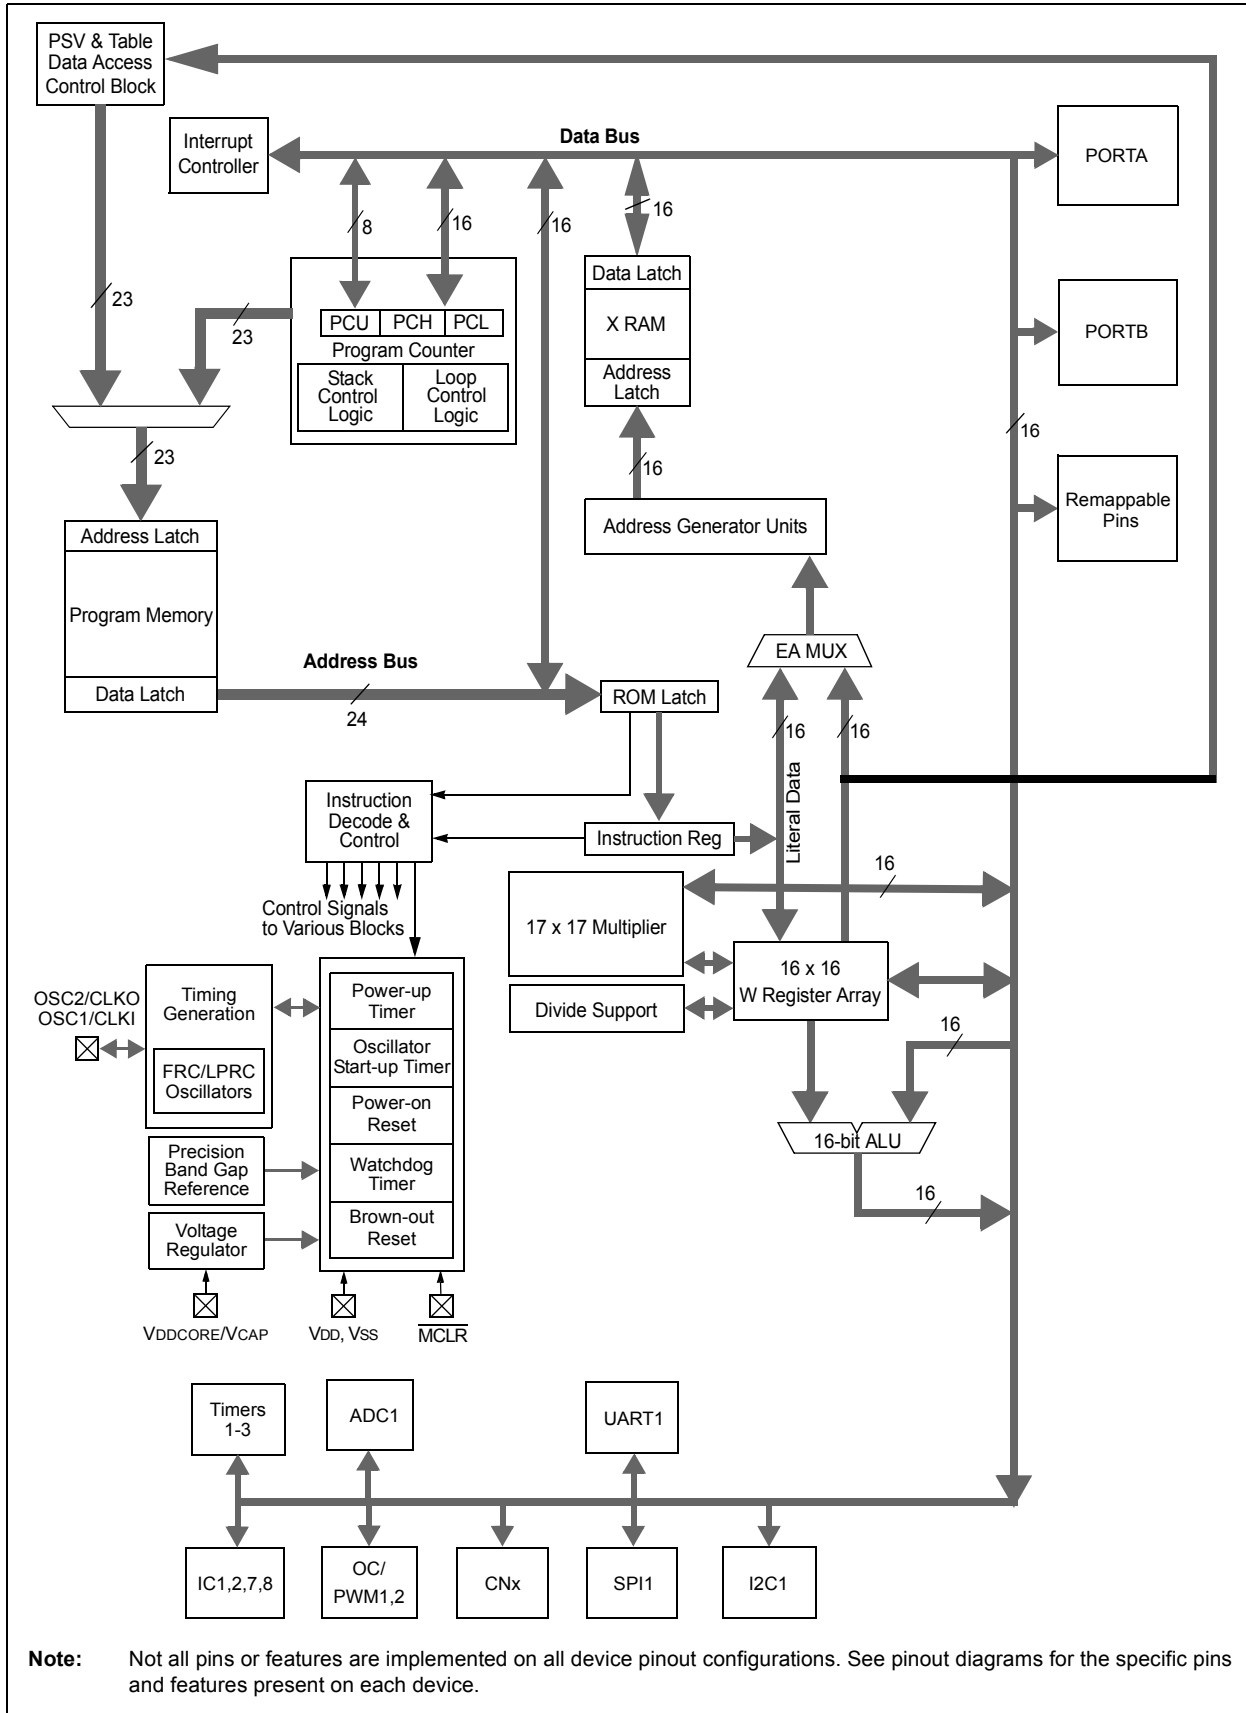 PSV & Table
Data Access
Control Block
Interrupt
Controller
Data Bus
PORTA
8
16
16
16
23
23
PCU
PCH
PCL
Program Counter
Stack
Control
Logic
Loop
Control
Logic
Data Latch
X RAM
Address
Latch
PORTB
16
23
16
Address Latch
Program Memory
Data Latch
Address Generator Units
Remappable
Pins
EA MUX
Address Bus
24
ROM Latch
16
16
Literal Data
Instruction
Decode &
Control
Instruction Reg
Control Signals
to Various Blocks
17 x 17 Multiplier
16
16 x 16
W Register Array
Divide Support
OSC2/CLKO
OSC1/CLKI
Timing
Generation
FRC/LPRC
Oscillators
Power-up
Timer
Oscillator
Start-up Timer
Power-on
Reset
Watchdog
Timer
Brown-out
Reset
16
16-bit ALU
16
Precision
Band Gap
Reference
Voltage
Regulator
VDDCORE/VCAP
VDD, VSS
MCLR
Timers
1-3
ADC1
UART1
IC1,2,7,8
OC/
PWM1,2
CNx
SPI1
I2C1
Note: Not all pins or features are implemented on all device pinout configurations. See pinout diagrams for the specific pins
and features present on each device.